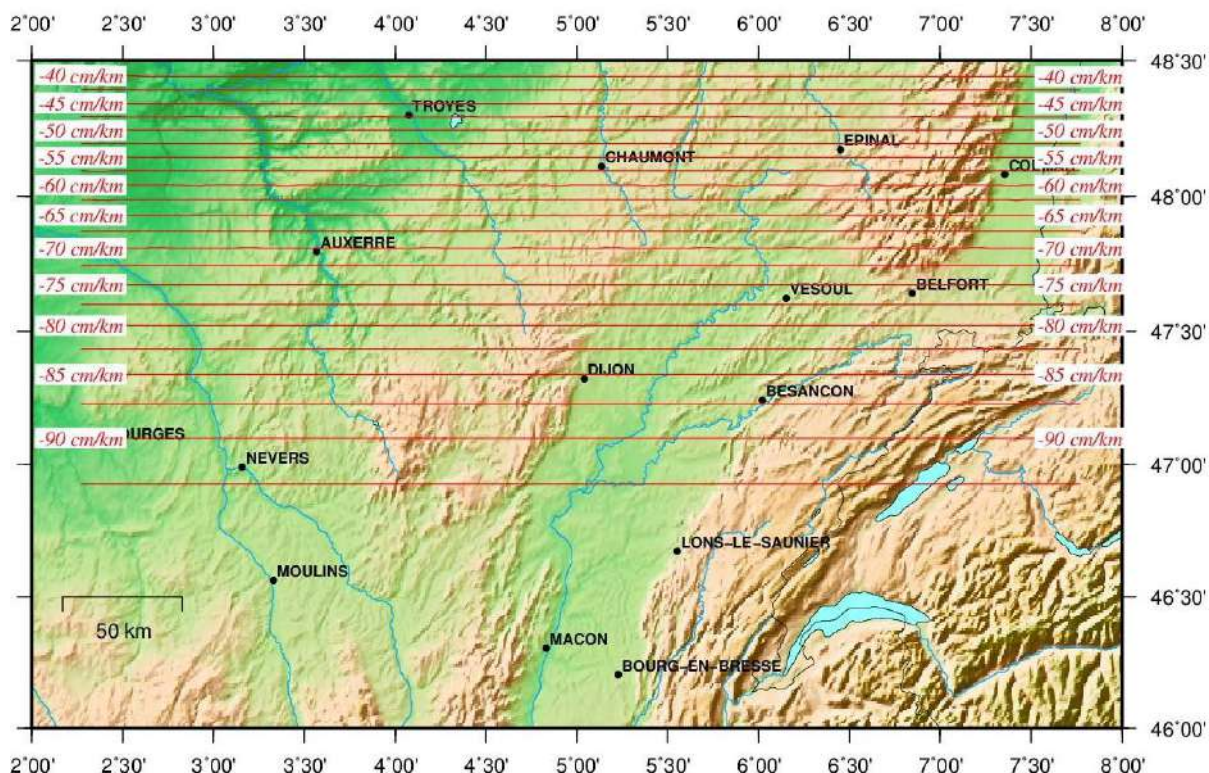 2˚00' 2˚30' 3˚00' 3˚30' 4˚00' 4˚30' 5˚00' 5˚30' 6˚00' 6˚30' 7˚00' 7˚30' 8˚00'
48˚30'
-40 cm/km -40 cm/km
-45 cm/km -45 cm/km
TROYES
-50 cm/km -50 cm/km
EPINAL
-55 cm/km -55 cm/km
CHAUMONT
-60 cm/km -60 cm/km
48˚00'
-65 cm/km -65 cm/km
AUXERRE
-70 cm/km -70 cm/km
-75 cm/km -75 cm/km
VESOUL BELFORT
-80 cm/km -80 cm/km
47˚30'
DIJON
-85 cm/km -85 cm/km
BESANCON
OURGES
-90 cm/km -90 cm/km
NEVERS
47˚00'
LONS-LE-SAUNIER
MOULINS
46˚30'
50 km
MACON
BOURG-EN-BRESSE
46˚00'
2˚00' 2˚30' 3˚00' 3˚30' 4˚00' 4˚30' 5˚00' 5˚30' 6˚00' 6˚30' 7˚00' 7˚30' 8˚00'